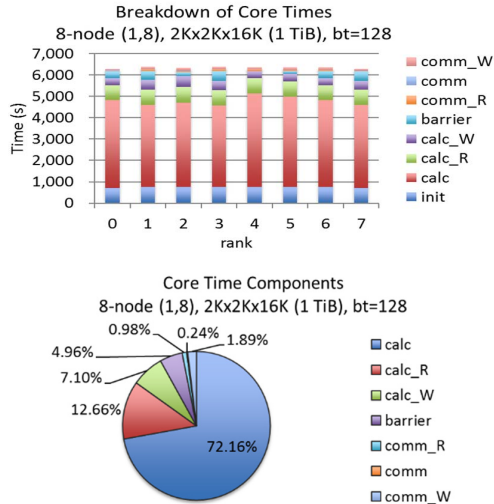 Breakdown of Core Times
8-node (1,8), 2Kx2Kx16K (1 TiB), bt=128
7,000
6,000
5,000
4,000
3,000
2,000
1,000
0
Time (s)
0 1 2 3 4 5 6 7
rank
comm_W
comm
comm_R
barrier
calc_W
calc_R
calc
init
Core Time Components
8-node (1,8), 2Kx2Kx16K (1 TiB), bt=128
0.98%
0.24%
1.89%
4.96%
7.10%
12.66%
72.16%
calc
calc_R
calc_W
barrier
comm_R
comm
comm_W